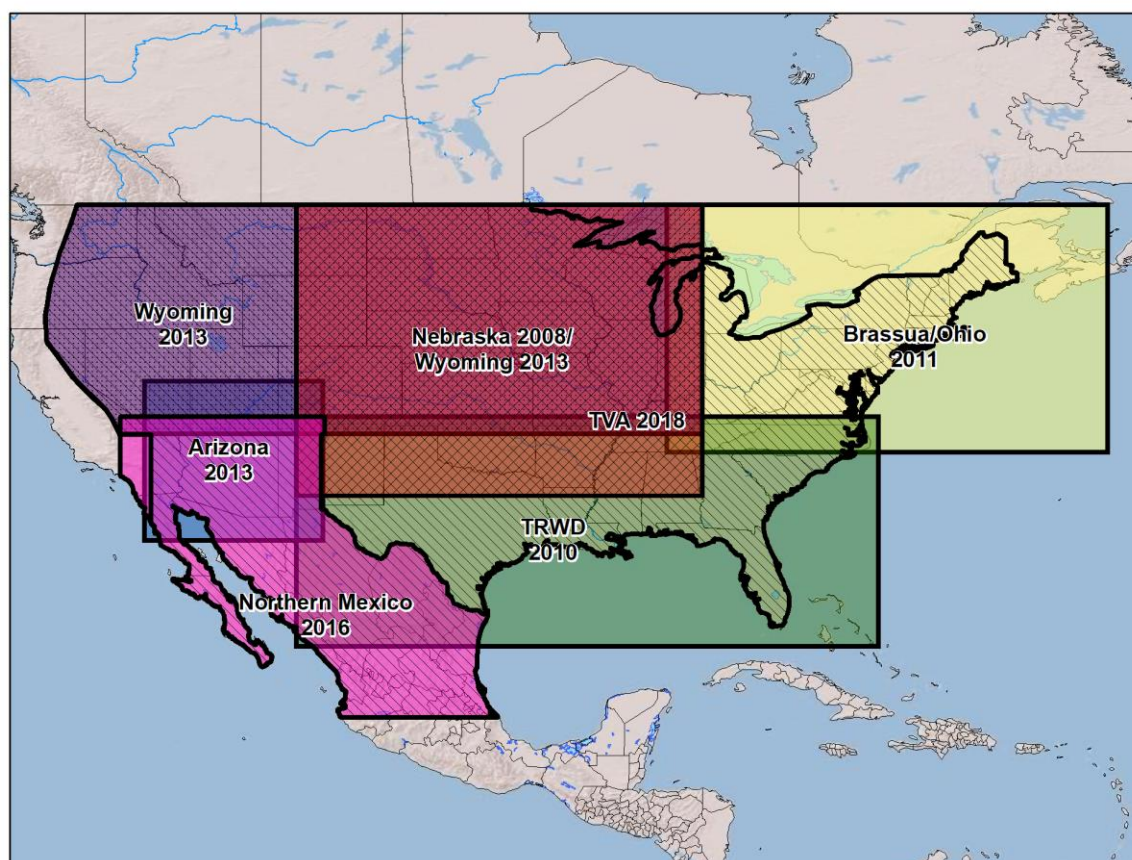 Wyoming
2013
Nebraska 2008/
Wyoming 2013
Brassua/Ohio
2011
TVA 2018
Arizona
2013
TRWD
2010
Northern Mexico
2016